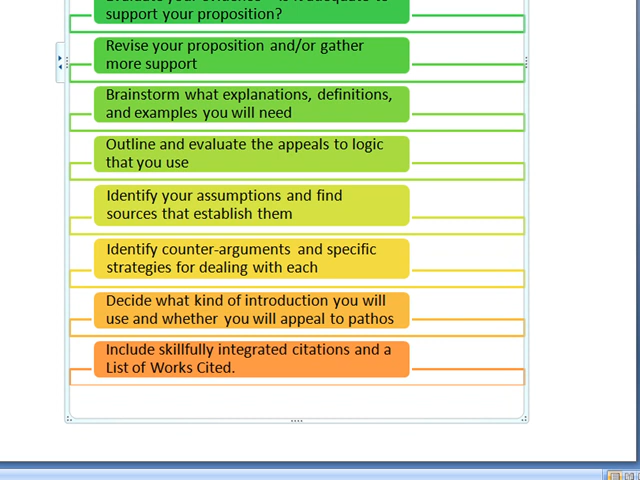 support your proposition?
Revise your proposition and/or gather
more support
Brainstorm what explanations, definitions,
and examples you will need
Outline and evaluate the appeals to logic
that you use
Identify your assumptions and find
sources that establish them
Identify counter-arguments and specific
strategies for dealing with each
Decide what kind of introduction you will
use and whether you will appeal to pathos
Include skillfully integrated citations and a
List of Works Cited.